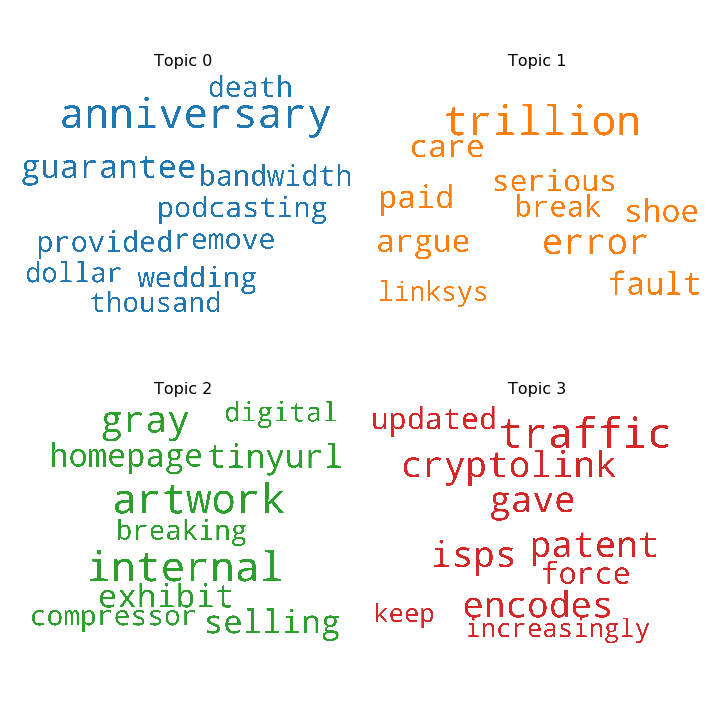 Topic 0
death
anniversary
guarantee
bandwidth
podcasting
provided remove
dollar wedding
thousand
Topic 1
trillion
care
serious
paid
break shoe
argue error
fault
linksys
Topic 2
digital
gray
homepage tinyurl
artwork
breaking
internal
exhibit
compressor selling
Topic 3
updated
traffic
cryptolink
gave
patent
isps
force
encodes
keep
increasingly